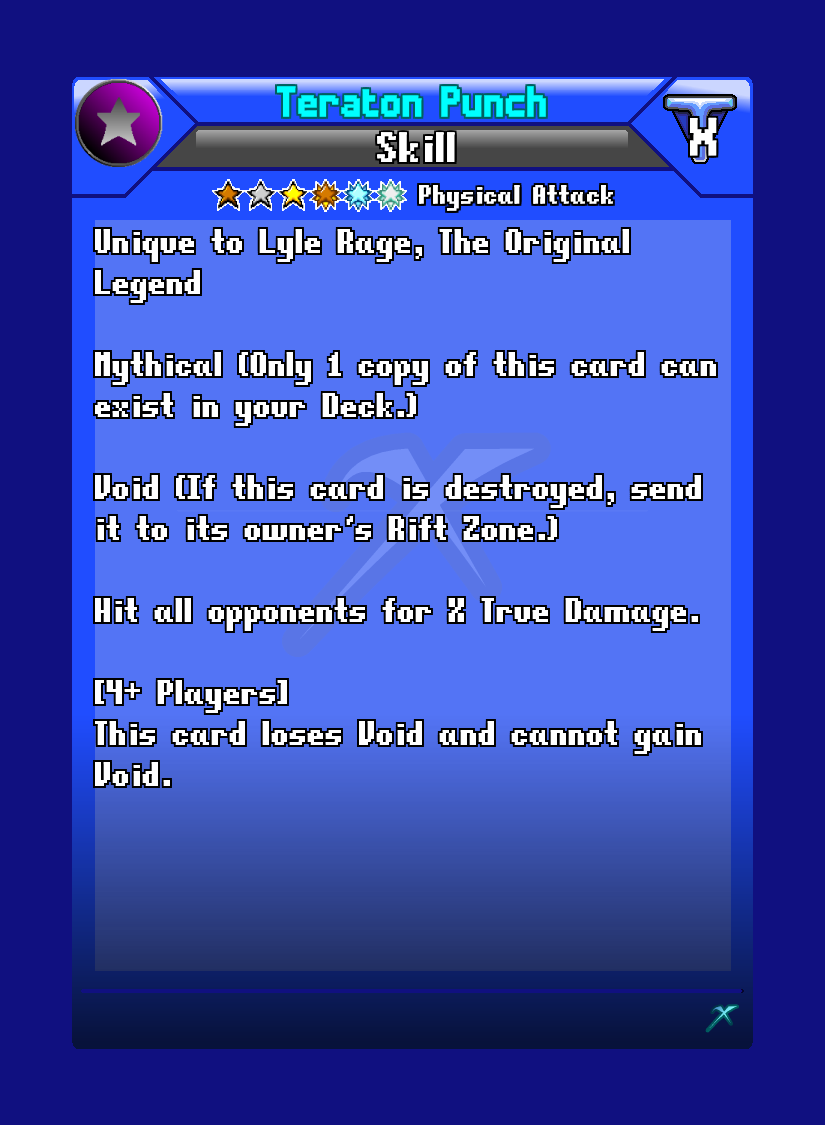 Teraton Punch
X
Skill
Physical Attack
Unique to Lyle Rage, The Original
Legend
Mythical (Only 1 copy of this card can
exist in your Deck.)
Void (If this card is destroyed, send
it to its owner's Rift Zone.)
Hit all opponents for X True Damage.
[4+ Players]
This card loses Void and cannot gain
Void.